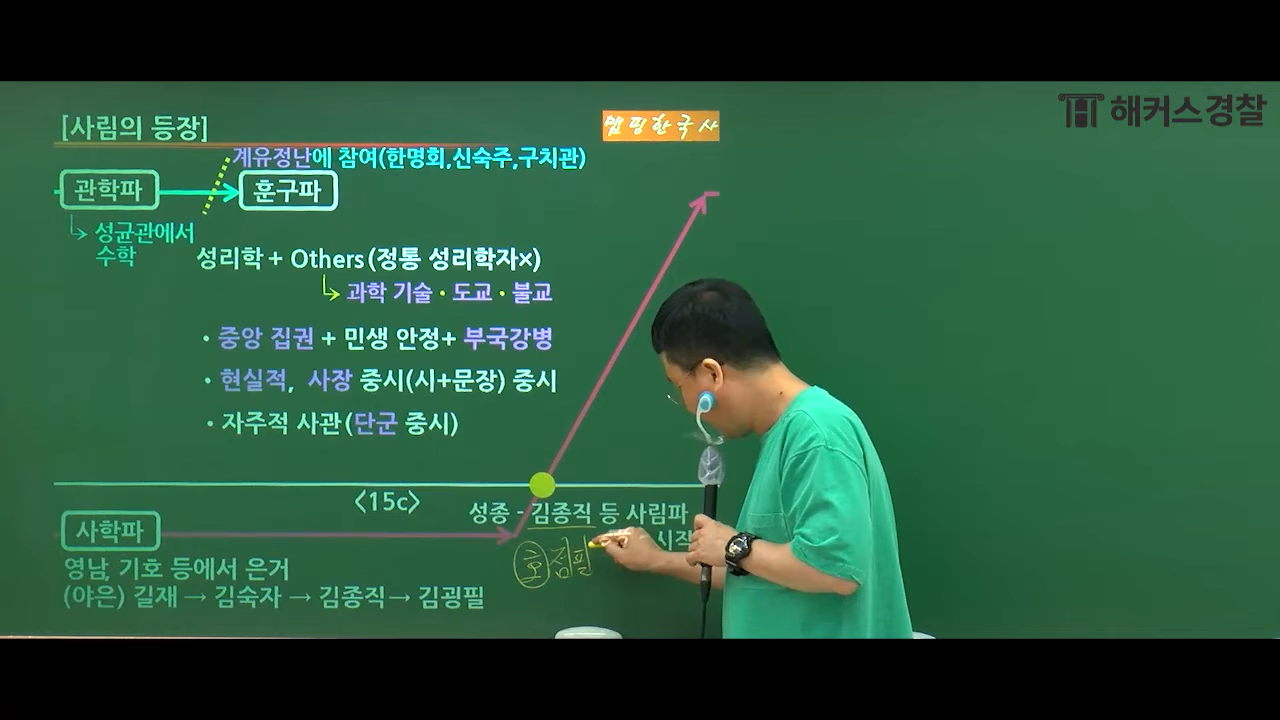 해커스경찰
[사림의 등장]
맵핑한국사
계유정난에 참여(한명회,신숙주,구치관)
관학파
훈구파
성균관에서
수학
성리학 + Others (정통 성리학자×)
과학 기술 · 도교 · 불교
· 중앙 집권 + 민생 안정+ 부국강병
· 현실적, 사장 중시(시+문장) 중시
· 자주적 사관 (단군 중시)
〈15c〉
성종 - 김종직 등 사림파
시작
사학파
호 점필
영남, 기호 등에서 은거
(야은) 길재 → 김숙자 → 김종직 → 김굉필